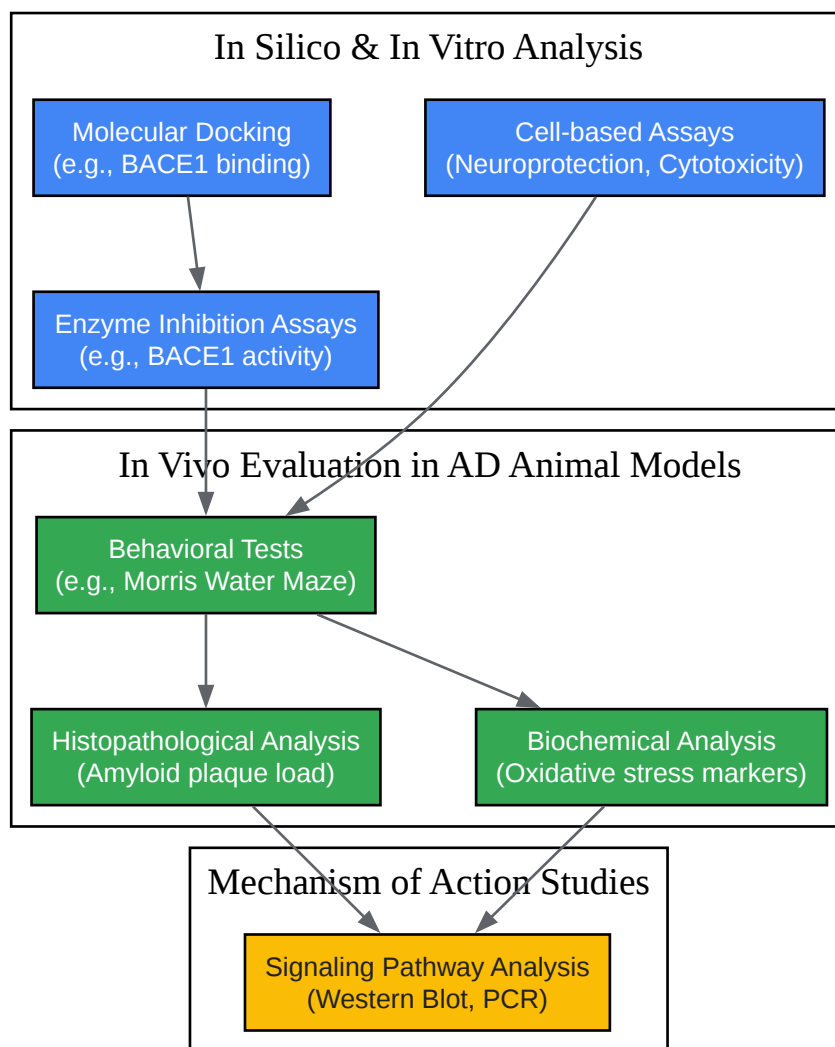 In Silico & In Vitro Analysis
Molecular Docking
(e.g., BACE1 binding)
Cell-based Assays
(Neuroprotection, Cytotoxicity)
Enzyme Inhibition Assays
(e.g., BACE1 activity)
In Vivo Evaluation in AD Animal Models
Behavioral Tests
(e.g., Morris Water Maze)
Histopathological Analysis
(Amyloid plaque load)
Biochemical Analysis
(Oxidative stress markers)
Mechanism of Action Studies
Signaling Pathway Analysis
(Western Blot, PCR)